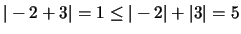 | − 2 + 3| = 1 ≤ | − 2| + |3| = 5